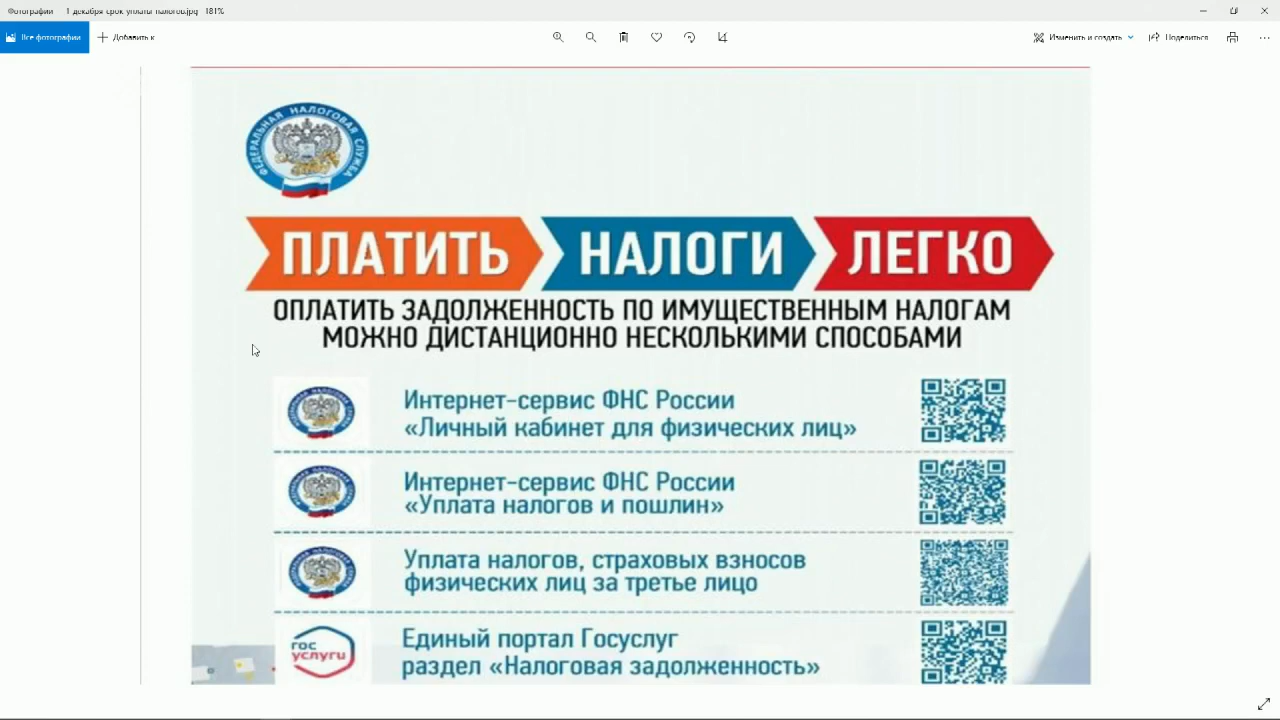 Фотографии - 1 декабря срок уплаты налогов.jpg - 181%
Все фотографии
Добавить к
Изменить и создать
Поделиться
ФЕДЕРАЛЬНАЯ НАЛОГОВАЯ СЛУЖБА
ПЛАТИТЬ НАЛОГИ ЛЕГКО
ОПЛАТИТЬ ЗАДОЛЖЕННОСТЬ ПО ИМУЩЕСТВЕННЫМ НАЛОГАМ
МОЖНО ДИСТАНЦИОННО НЕСКОЛЬКИМИ СПОСОБАМИ
Интернет-сервис ФНС России
«Личный кабинет для физических лиц»
Интернет-сервис ФНС России
«Уплата налогов и пошлин»
Уплата налогов, страховых взносов
физических лиц за третье лицо
гос
услуги
Единый портал Госуслуг
раздел «Налоговая задолженность»